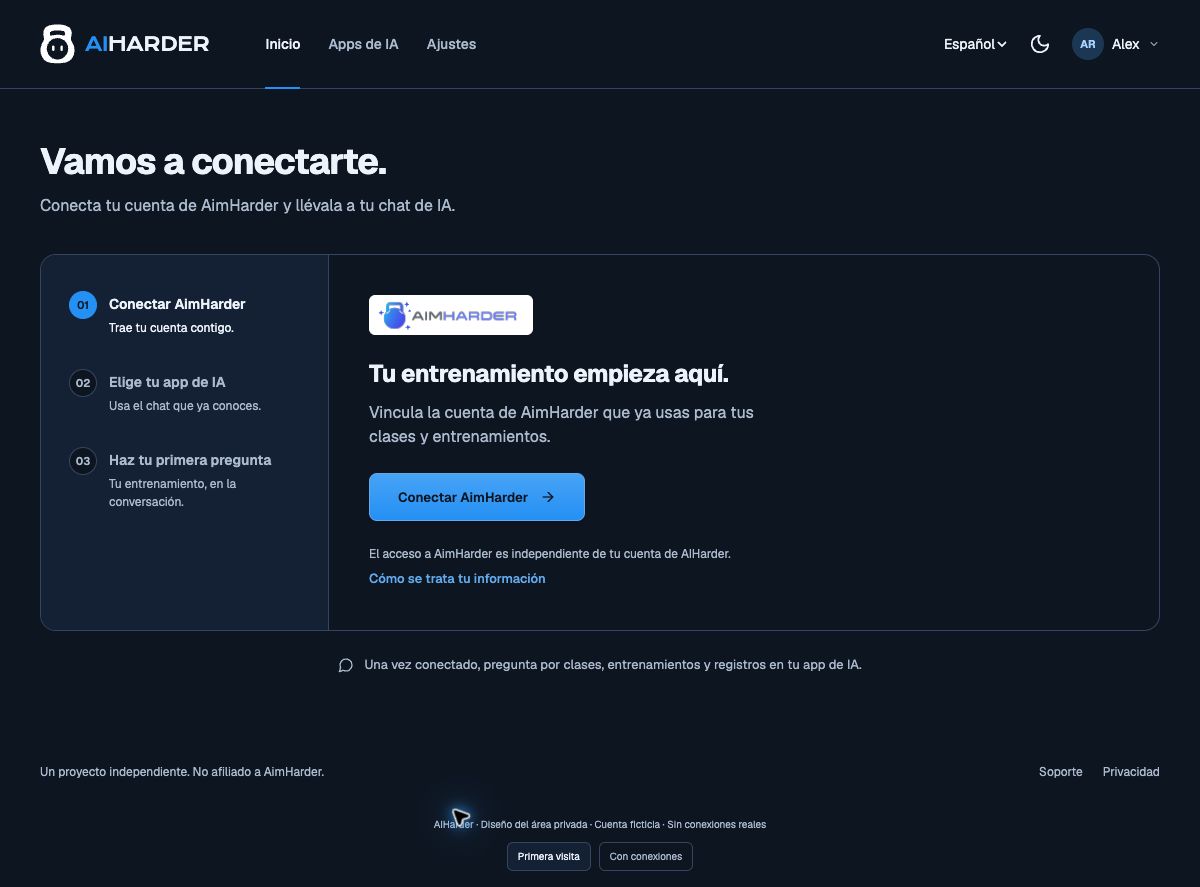 AIHARDER
Inicio
Apps de IA
Ajustes
Español
AR
Alex
Vamos a conectarte.
Conecta tu cuenta de AimHarder y llévala a tu chat de IA.
01
Conectar AimHarder
Trae tu cuenta contigo.
02
Elige tu app de IA
Usa el chat que ya conoces.
03
Haz tu primera pregunta
Tu entrenamiento, en la
conversación.
AIMHARDER
Tu entrenamiento empieza aquí.
Vincula la cuenta de AimHarder que ya usas para tus
clases y entrenamientos.
Conectar AimHarder
El acceso a AimHarder es independiente de tu cuenta de AIHarder.
Cómo se trata tu información
Una vez conectado, pregunta por clases, entrenamientos y registros en tu app de IA.
Un proyecto independiente. No afiliado a AimHarder.
Soporte
Privacidad
AIHarder · Diseño del área privada · Cuenta ficticia · Sin conexiones reales
Primera visita
Con conexiones